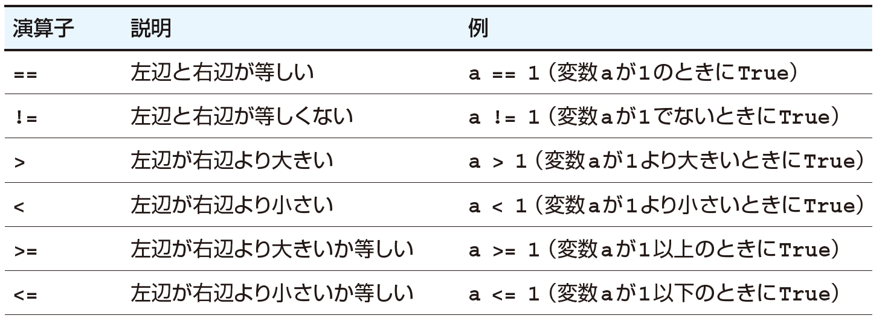 演算子 説明 例
== 左辺と右辺が等しい a == 1（変数aが1のときにTrue）
!= 左辺と右辺が等しくない a != 1（変数aが1でないときにTrue）
> 左辺が右辺より大きい a > 1（変数aが1より大きいときにTrue）
< 左辺が右辺より小さい a < 1（変数aが1より小さいときにTrue）
>= 左辺が右辺より大きいか等しい a >= 1（変数aが1以上のときにTrue）
<= 左辺が右辺より小さいか等しい a <= 1（変数aが1以下のときにTrue）